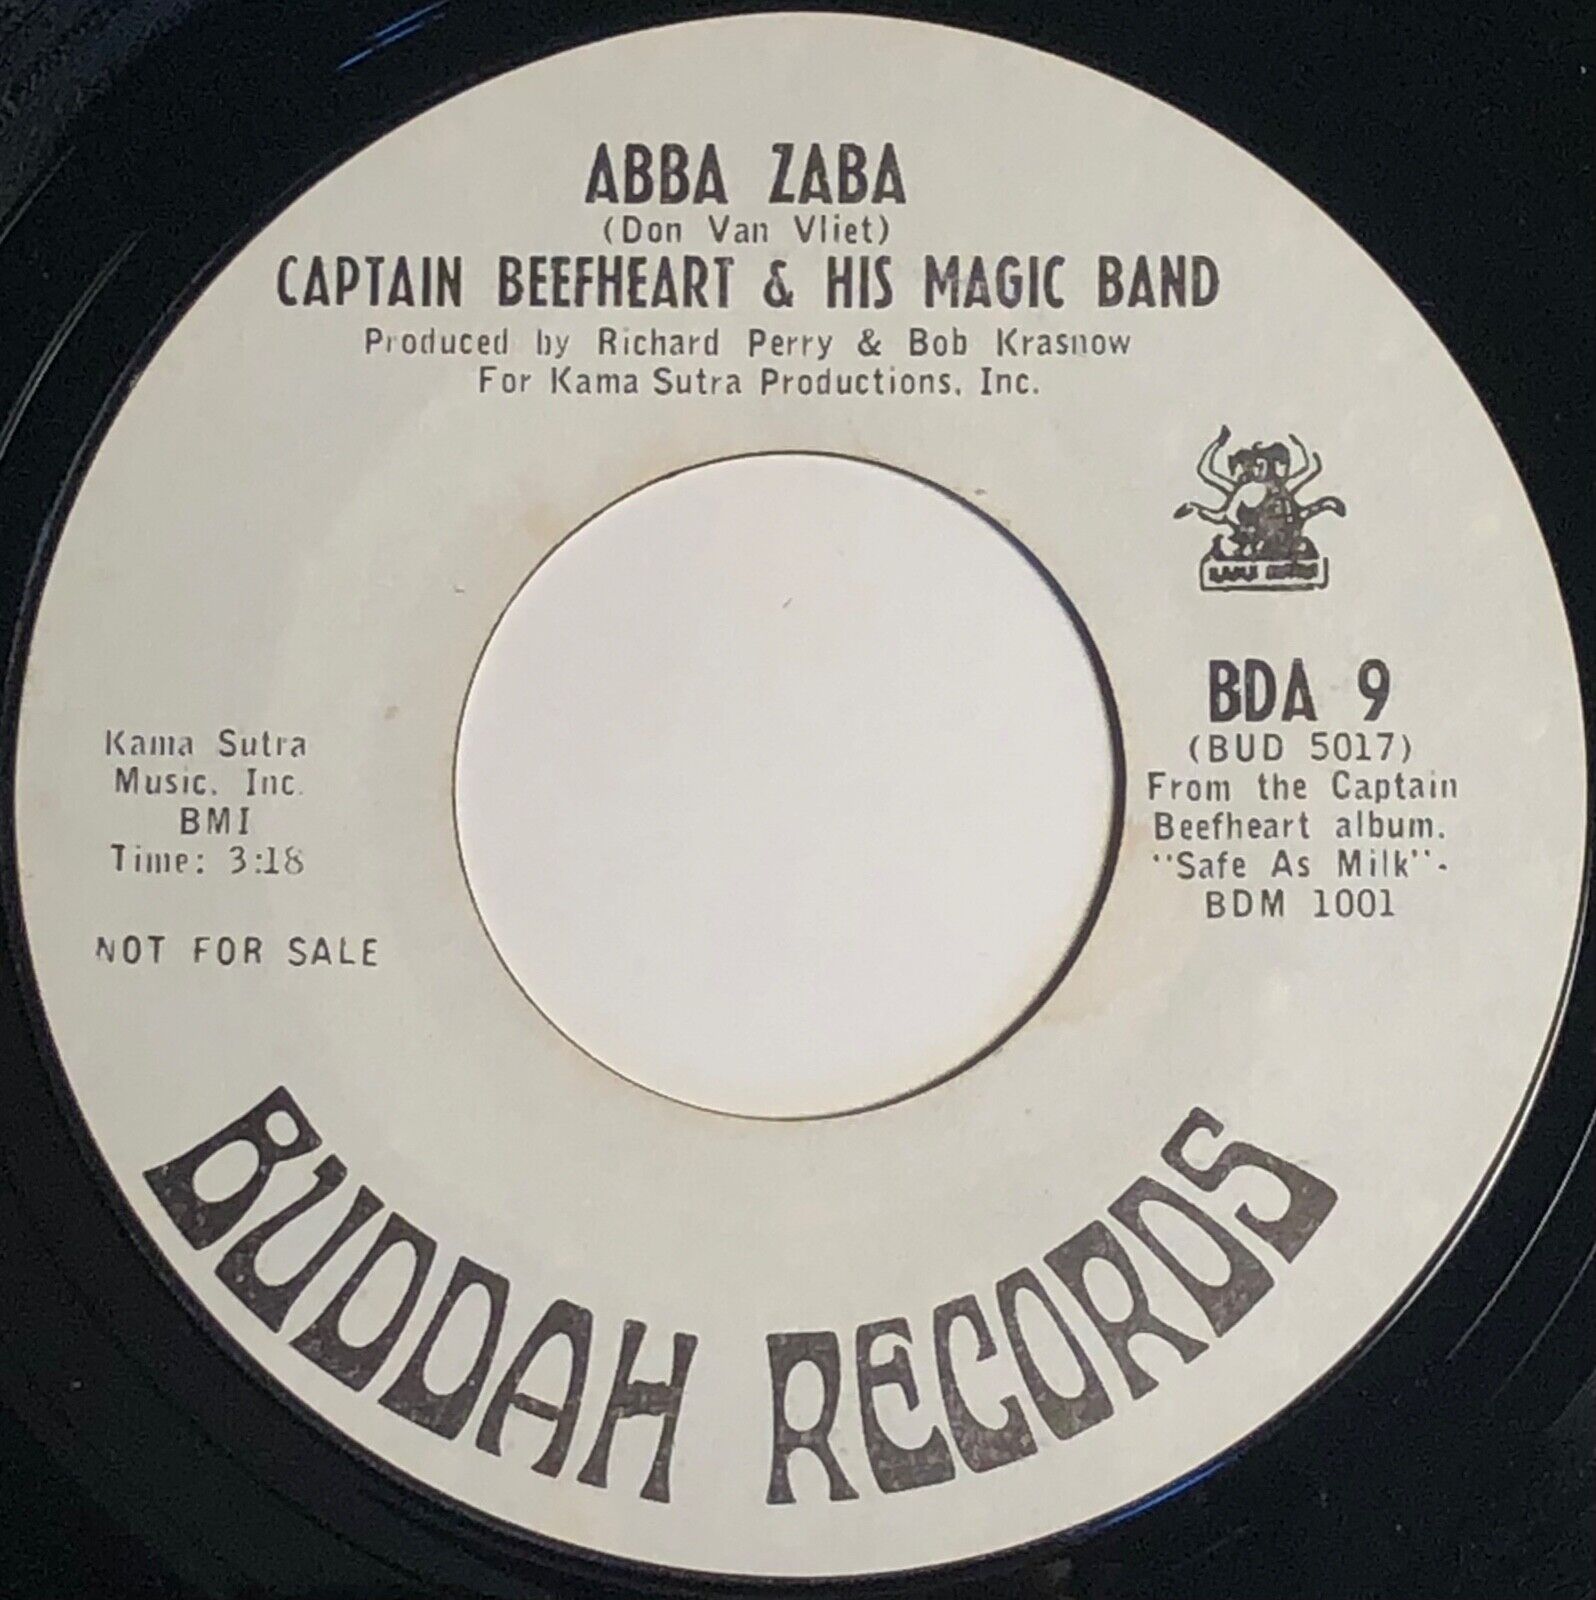 ABBA ZABA
(Don Van Vliet)
CAPTAIN BEEFHEART & HIS MAGIC BAND
Produced by Richard Perry & Bob Krasnow
For Kama Sutra Productions, Inc.
KAMA SUTRA
BDA 9
(BUD 5017)
From the Captain
Beefheart album.
"Safe As Milk"-
BDM 1001
Kama Sutra
Music, Inc.
BMI
Time: 3:18
NOT FOR SALE
BUDDAH RECORDS